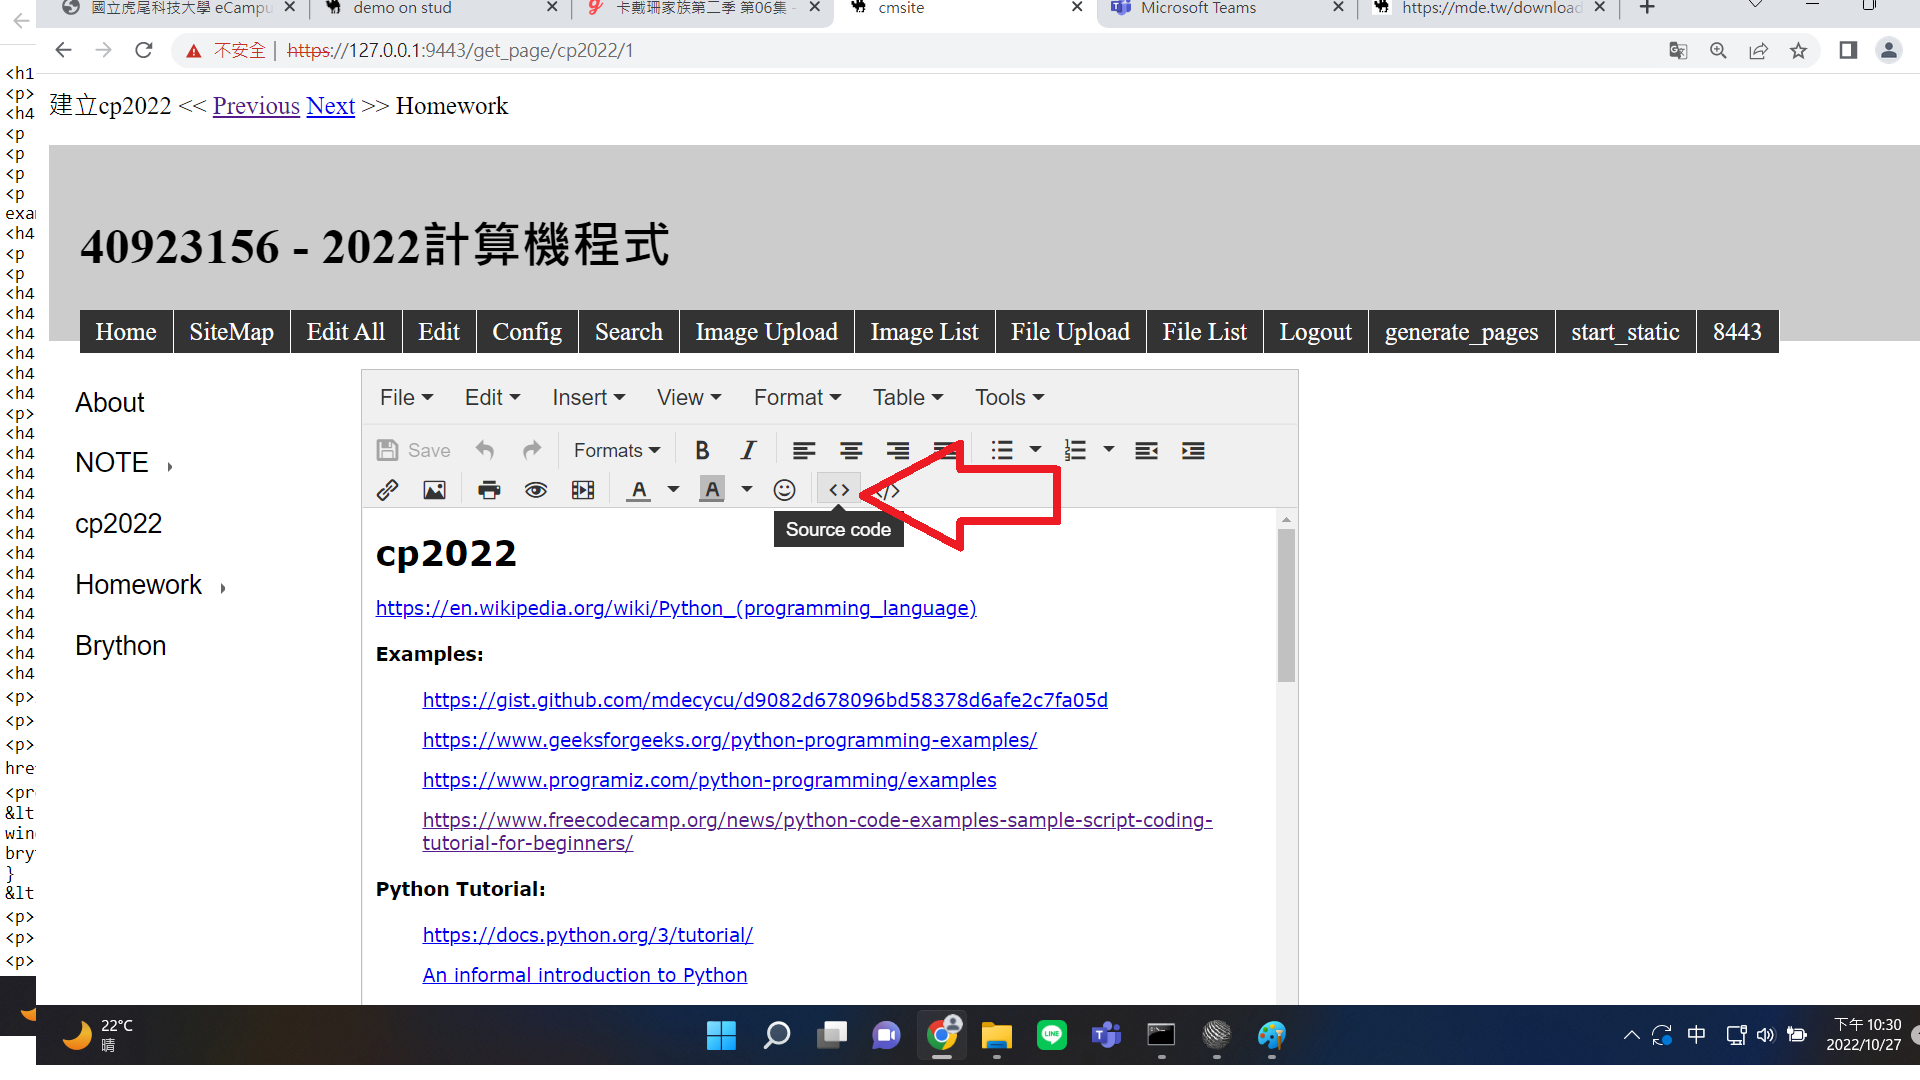 國立虎尾科技大學 eCampu
demo on stud
卡戴珊家族第二季 第06集 -
cmsite
Microsoft Teams
https://mde.tw/download
不安全 | https://127.0.0.1:9443/get_page/cp2022/1
建立cp2022 << Previous Next >> Homework
40923156 - 2022計算機程式
Home SiteMap Edit All Edit Config Search Image Upload Image List File Upload File List Logout generate_pages start_static 8443
About
NOTE
cp2022
Homework
Brython
File Edit Insert View Format Table Tools
Save Formats B I
A A <> </>
Source code
cp2022
https://en.wikipedia.org/wiki/Python_(programming_language)
Examples:
https://gist.github.com/mdecycu/d9082d678096bd58378d6afe2c7fa05d
https://www.geeksforgeeks.org/python-programming-examples/
https://www.programiz.com/python-programming/examples
https://www.freecodecamp.org/news/python-code-examples-sample-script-coding-
tutorial-for-beginners/
Python Tutorial:
https://docs.python.org/3/tutorial/
An informal introduction to Python
<h1
<p>
<h4
<p
<p
<p
<p
exam
<h4
<p
<p
<h4
<h4
<h4
<h4
<h4
<h4
<p>
<h4
<h4
<h4
<h4
<h4
<h4
<h4
<h4
<h4
<h4
<h4
<h4
<h4
<p>
<p>
<p>
hre
<pr
&lt
win
bry
}
&lt
<p>
<p>
<p>
22°C
晴
LINE
中
下午 10:30
2022/10/27